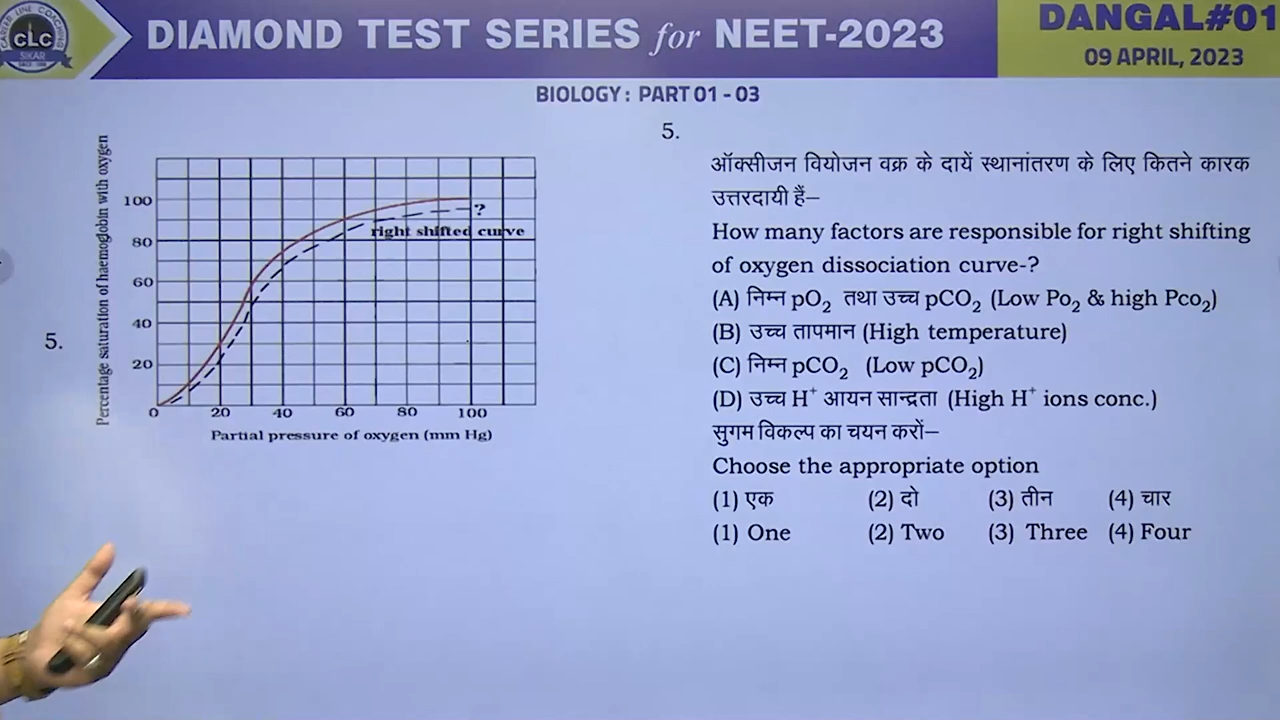 CAREER LINE COACHING
CLC
SIKAR
DIAMOND TEST SERIES for NEET-2023
DANGAL#01
09 APRIL, 2023
BIOLOGY : PART 01 - 03
5.
Percentage saturation of haemoglobin with oxygen
100
80
60
40
20
0 20 40 60 80 100
?
right shifted curve
Partial pressure of oxygen (mm Hg)
5.
ऑक्सीजन वियोजन वक्र के दायें स्थानांतरण के लिए कितने कारक
उत्तरदायी हैं–
How many factors are responsible for right shifting
of oxygen dissociation curve-?
(A) निम्न pO₂ तथा उच्च pCO₂ (Low Po₂ & high Pco₂)
(B) उच्च तापमान (High temperature)
(C) निम्न pCO₂ (Low pCO₂)
(D) उच्च H⁺ आयन सान्द्रता (High H⁺ ions conc.)
सुगम विकल्प का चयन करों–
Choose the appropriate option
(1) एक (2) दो (3) तीन (4) चार
(1) One (2) Two (3) Three (4) Four